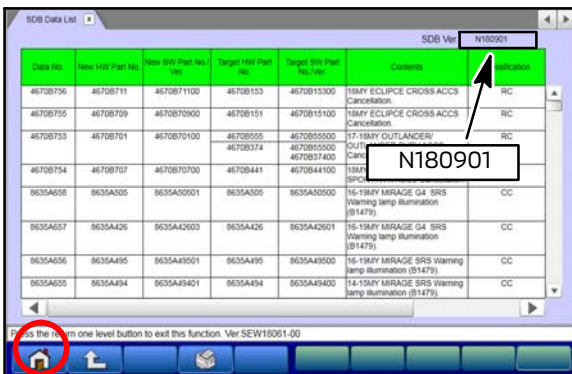 SDB Data List x
SDB Ver. N180901
Data No. New HW Part No. New SW Part No./Ver. Target HW Part No. Target SW Part No./Ver. Contents ssification
4670B756 4670B711 4670B71100 4670B153 4670B15300 18MY ECLIPCE CROSS ACCS Cancellation. RC
4670B755 4670B709 4670B70900 4670B151 4670B15100 18MY ECLIPCE CROSS ACCS Cancellation. RC
4670B753 4670B701 4670B70100 4670B555 4670B55500 17-18MY OUTLANDER/ RC
4670B374 4670B55500
4670B37400
N180901
4670B754 4670B707 4670B70700 4670B441 4670B44100 18MY
8635A658 8635A505 8635A50501 8635A505 8635A50500 16-19MY MIRAGE G4 SRS Warning lamp illumination (B1479). CC
8635A657 8635A426 8635A42603 8635A426 8635A42601 16-19MY MIRAGE G4 SRS Warning lamp illumination (B1479). CC
8635A656 8635A495 8635A49501 8635A495 8635A49500 16-19MY MIRAGE SRS Warning lamp illumination (B1479). CC
8635A655 8635A494 8635A49401 8635A494 8635A49400 14-15MY MIRAGE SRS Warning lamp illumination (B1479). CC
Press the return one level button to exit this function. Ver.SEW18061-00